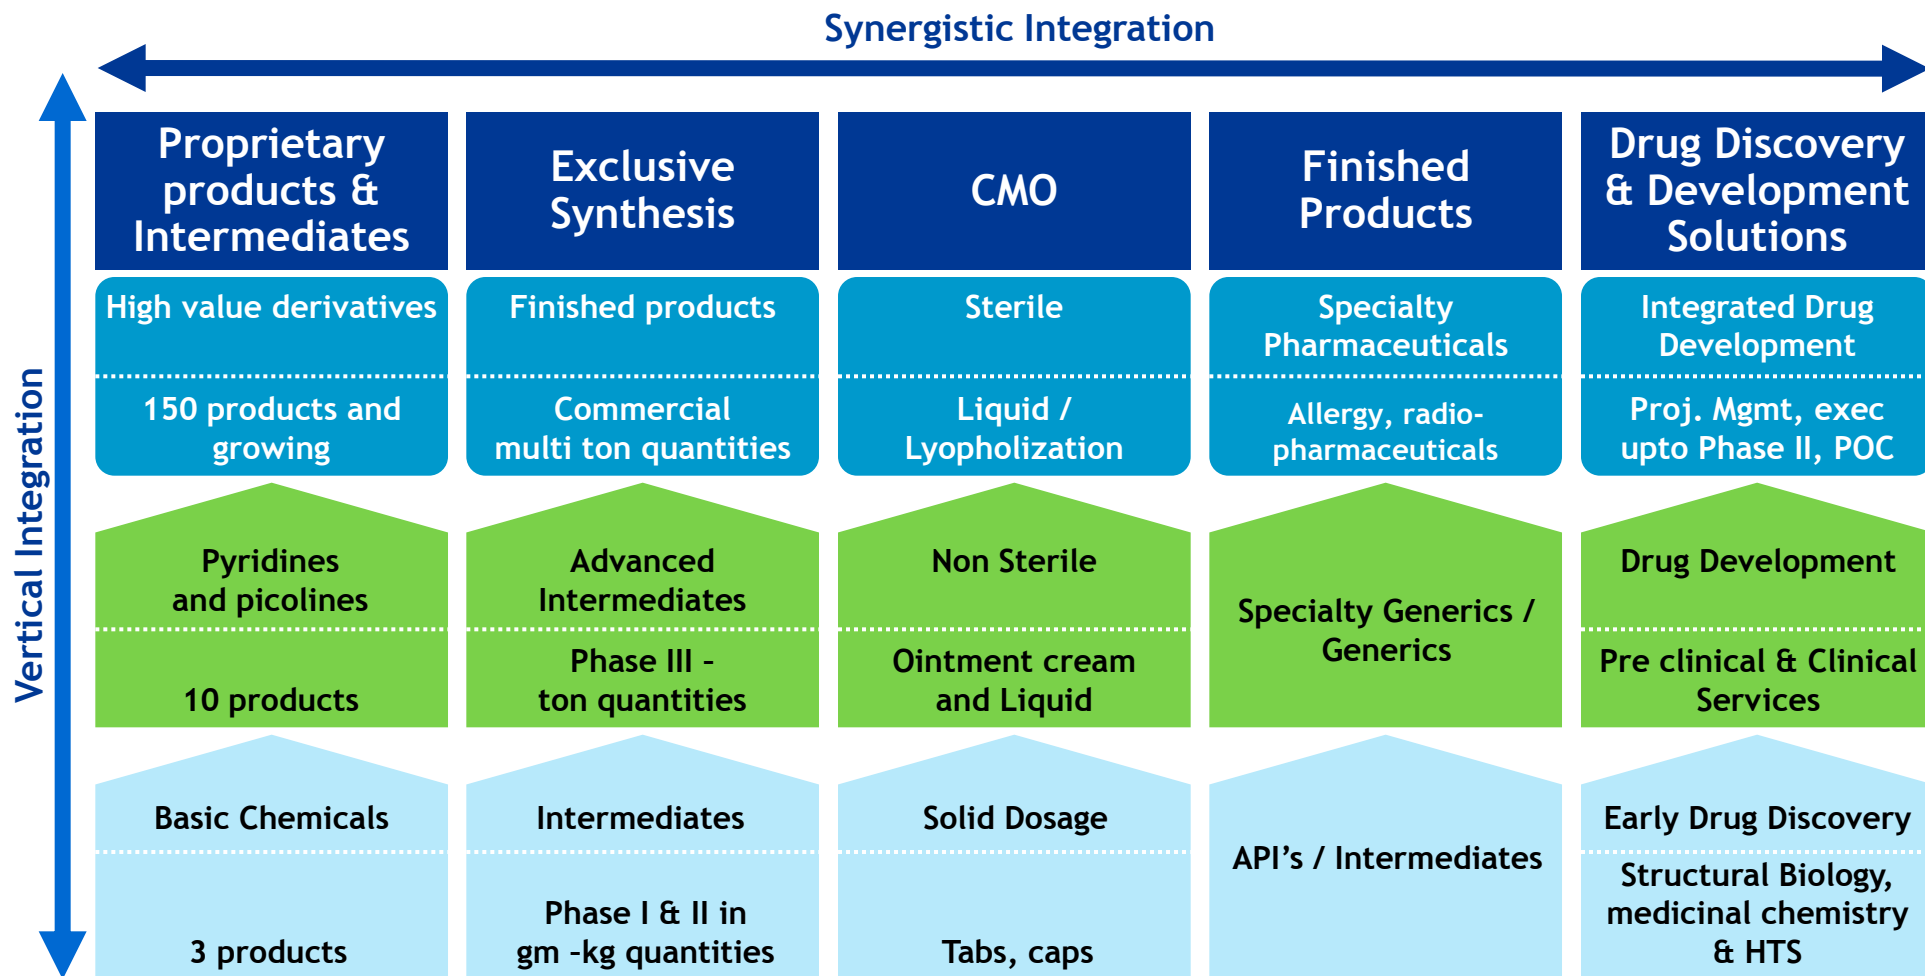 Synergistic Integration
Vertical Integration
Proprietary
products &
Intermediates
Exclusive
Synthesis
CMO
Finished
Products
Drug Discovery
& Development
Solutions
High value derivatives
150 products and
growing
Finished products
Commercial
multi ton quantities
Sterile
Liquid /
Lyopholization
Specialty
Pharmaceuticals
Allergy, radio-
pharmaceuticals
Integrated Drug
Development
Proj. Mgmt, exec
upto Phase II, POC
Pyridines
and picolines
10 products
Advanced
Intermediates
Phase III –
ton quantities
Non Sterile
Ointment cream
and Liquid
Specialty Generics /
Generics
Drug Development
Pre clinical & Clinical
Services
Basic Chemicals
3 products
Intermediates
Phase I & II in
gm –kg quantities
Solid Dosage
Tabs, caps
API’s / Intermediates
Early Drug Discovery
Structural Biology,
medicinal chemistry
& HTS